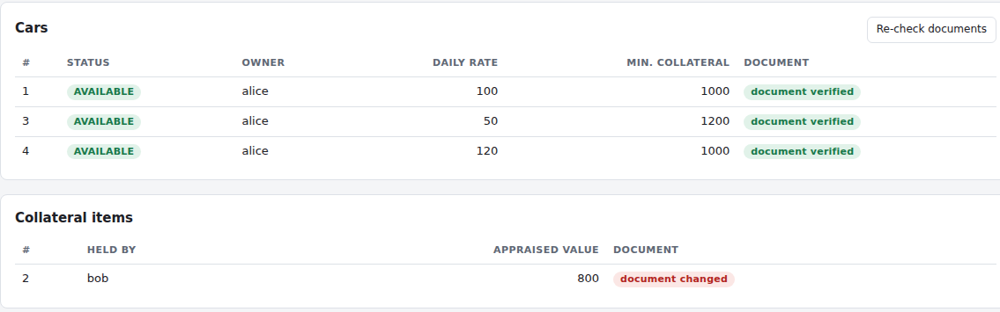 Cars
Re-check documents
# STATUS OWNER DAILY RATE MIN. COLLATERAL DOCUMENT
1 AVAILABLE alice 100 1000 document verified
3 AVAILABLE alice 50 1200 document verified
4 AVAILABLE alice 120 1000 document verified
Collateral items
# HELD BY APPRAISED VALUE DOCUMENT
2 bob 800 document changed